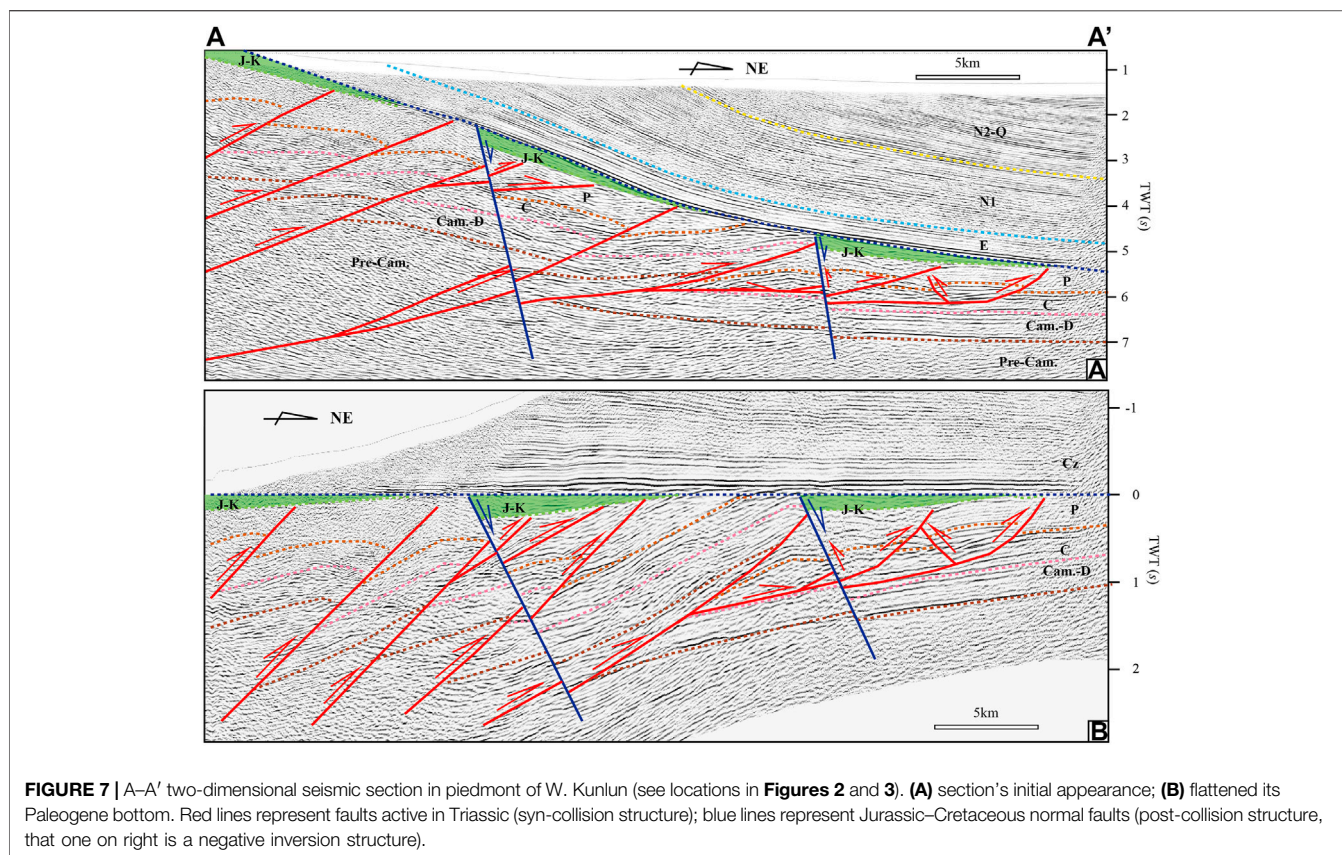 A
A'
J-K
NE
5km
1
2
N2-Q
3
J-K
P
TWT (s)
N1
4
C
Cam.-D
E
5
J-K
Pre-Cam.
P
6
C
Cam.-D
7
Pre-Cam.
A
NE
-1
Cz
0
J-K
J-K
J-K
P
C
TWT (s)
Cam.-D
1
2
5km
B
FIGURE 7 | A–A′ two-dimensional seismic section in piedmont of W. Kunlun (see locations in Figures 2 and 3). (A) section's initial appearance; (B) flattened its
Paleogene bottom. Red lines represent faults active in Triassic (syn-collision structure); blue lines represent Jurassic–Cretaceous normal faults (post-collision structure,
that one on right is a negative inversion structure).